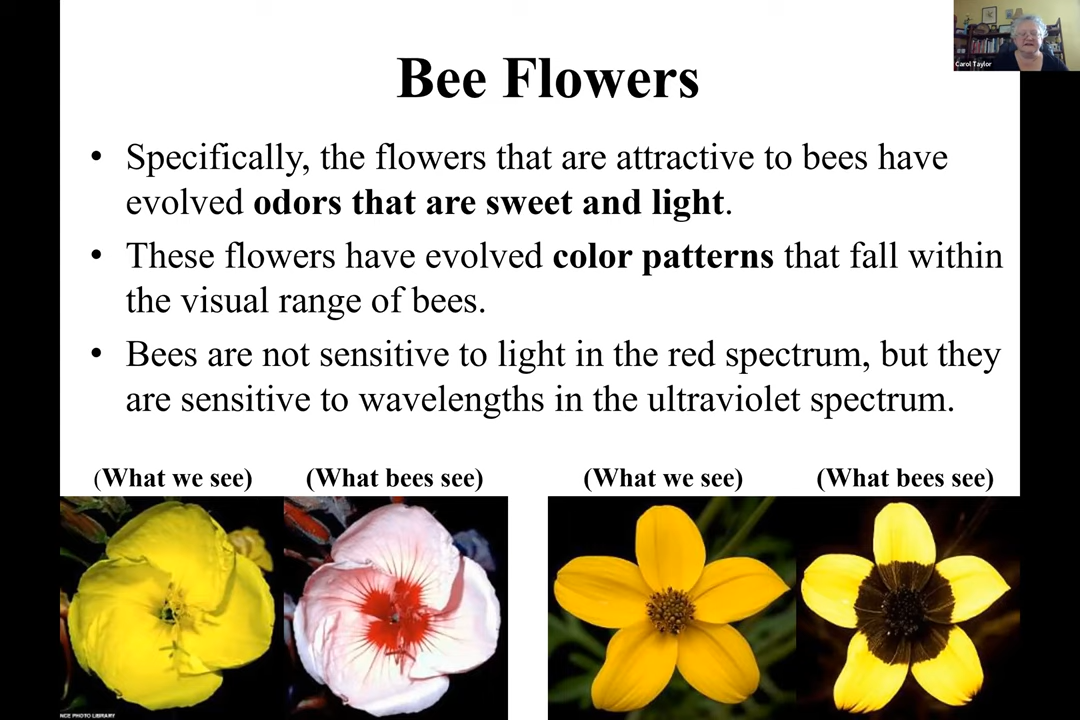 Carol Taylor
Bee Flowers
• Specifically, the flowers that are attractive to bees have
evolved odors that are sweet and light.
• These flowers have evolved color patterns that fall within
the visual range of bees.
• Bees are not sensitive to light in the red spectrum, but they
are sensitive to wavelengths in the ultraviolet spectrum.
(What we see) (What bees see) (What we see) (What bees see)
NCE PHOTO LIBRARY